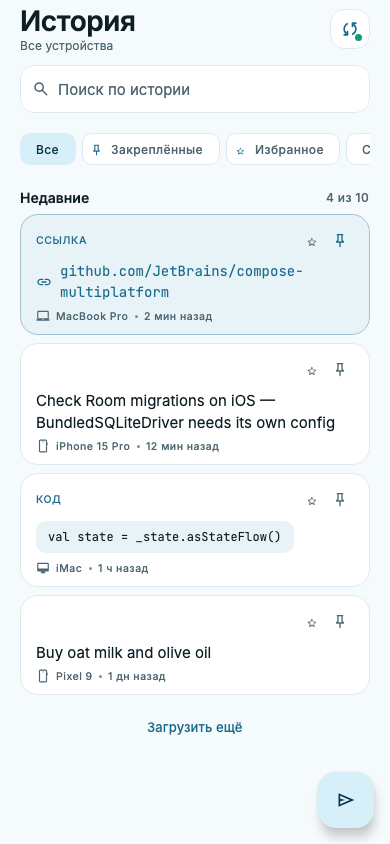 История
Все устройства
Поиск по истории
Все
Закреплённые
Избранное
Недавние
4 из 10
ССЫЛКА
github.com/JetBrains/compose-
multiplatform
MacBook Pro • 2 мин назад
Check Room migrations on iOS —
BundledSQLiteDriver needs its own config
iPhone 15 Pro • 12 мин назад
КОД
val state = _state.asStateFlow()
iMac • 1 ч назад
Buy oat milk and olive oil
Pixel 9 • 1 дн назад
Загрузить ещё